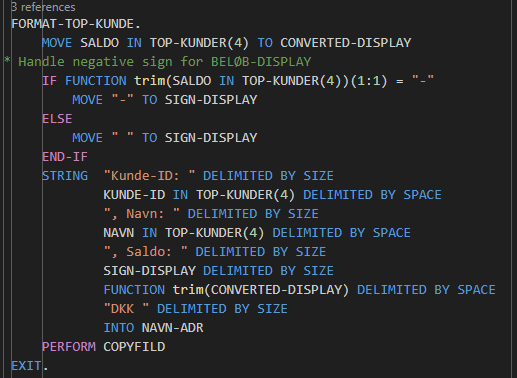 3 references
FORMAT-TOP-KUNDE.
MOVE SALDO IN TOP-KUNDER(4) TO CONVERTED-DISPLAY
* Handle negative sign for BELØB-DISPLAY
IF FUNCTION trim(SALDO IN TOP-KUNDER(4))(1:1) = "-"
MOVE "-" TO SIGN-DISPLAY
ELSE
MOVE " " TO SIGN-DISPLAY
END-IF
STRING "Kunde-ID: " DELIMITED BY SIZE
KUNDE-ID IN TOP-KUNDER(4) DELIMITED BY SPACE
", Navn: " DELIMITED BY SIZE
NAVN IN TOP-KUNDER(4) DELIMITED BY SPACE
", Saldo: " DELIMITED BY SIZE
SIGN-DISPLAY DELIMITED BY SIZE
FUNCTION trim(CONVERTED-DISPLAY) DELIMITED BY SPACE
"DKK " DELIMITED BY SIZE
INTO NAVN-ADR
PERFORM COPYFILD
EXIT.